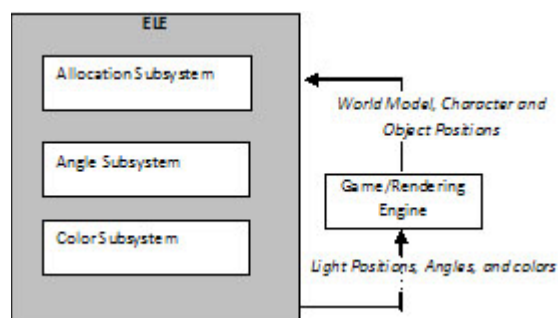 ELE
Allocation Subsystem
Angle Subsystem
Color Subsystem
World Model, Character and
Object Positions
Game/Rendering
Engine
Light Positions, Angles, and colors